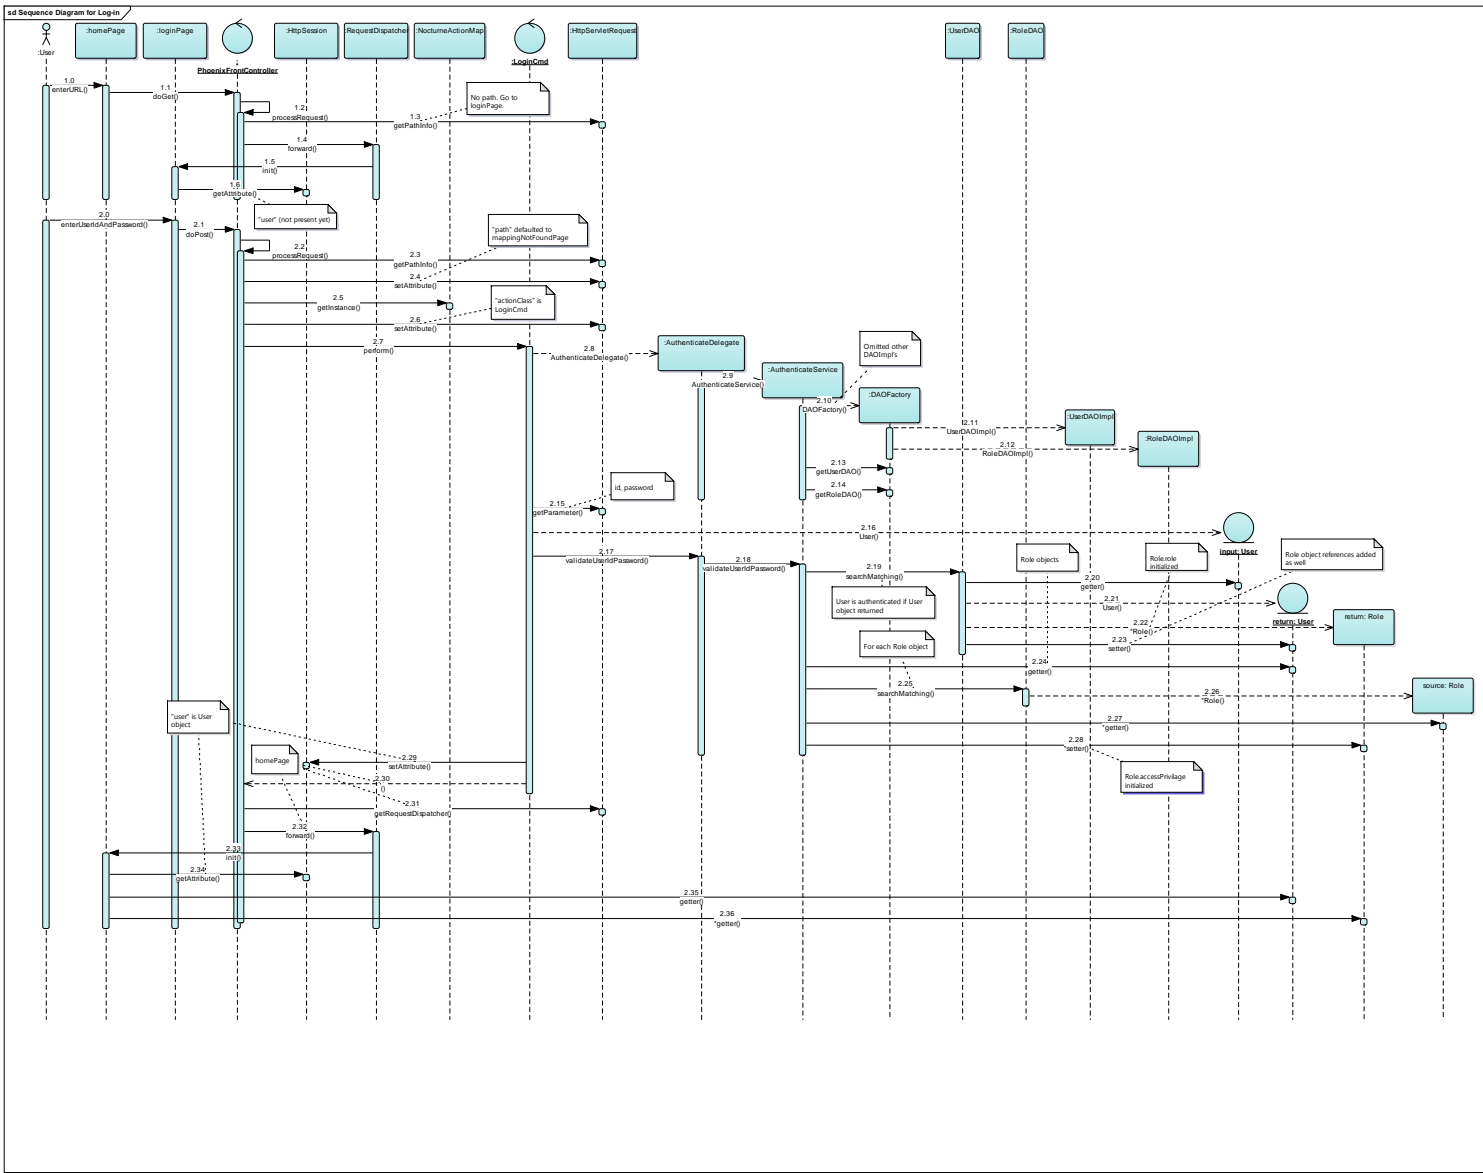 sd Sequence Diagram for Log-in
:User
:homePage
:loginPage
PhoenixFrontController
:HttpSession
:RequestDispatcher
:NocturneActionMap
:LoginCmd
:HttpServletRequest
:UserDAO
:RoleDAO
1.0
enterURL()
1.1
doGet()
1.2
processRequest()
No path. Go to
loginPage.
1.3
getPathInfo()
1.4
forward()
1.5
init()
1.6
getAttribute()
"user" (not present yet)
2.0
enterUserIdAndPassword()
2.1
doPost()
2.2
processRequest()
"path" defaulted to
mappingNotFoundPage
2.3
getPathInfo()
2.4
setAttribute()
2.5
getInstance()
"actionClass" is
LoginCmd
2.6
setAttribute()
2.7
perform()
2.8
AuthenticateDelegate()
:AuthenticateDelegate
2.9
AuthenticateService()
:AuthenticateService
Omitted other
DAOImpl's
2.10
DAOFactory()
:DAOFactory
2.11
UserDAOImpl()
:UserDAOImpl
2.12
RoleDAOImpl()
:RoleDAOImpl
2.13
getUserDAO()
2.14
getRoleDAO()
id, password
2.15
getParameter()
2.16
User()
input: User
2.17
validateUserIdPassword()
2.18
validateUserIdPassword()
2.19
searchMatching()
Role objects
Role.role
initialized
Role object references added
as well
2.20
getter()
User is authenticated if User
object returned
2.21
User()
return: User
2.22
*Role()
return: Role
2.23
setter()
For each Role object
2.24
getter()
2.25
searchMatching()
2.26
*Role()
source: Role
2.27
*getter()
2.28
*setter()
Role.accessPrivilage
initialized
"user" is User
object
2.29
setAttribute()
homePage
2.30
()
2.31
getRequestDispatcher()
2.32
forward()
2.33
init()
2.34
getAttribute()
2.35
getter()
2.36
*getter()